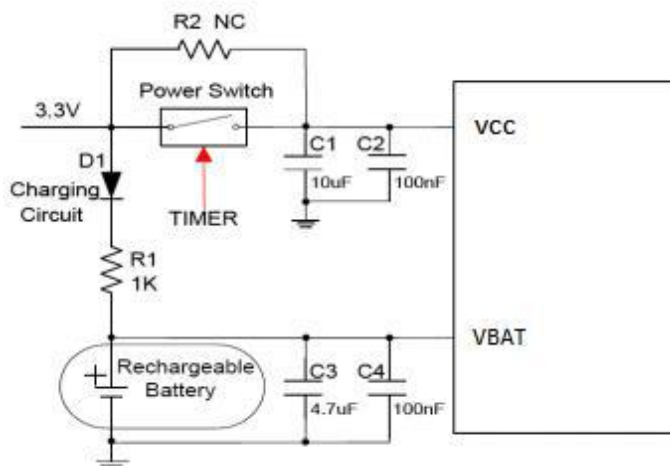 R2 NC
Power Switch
3.3V
VCC
D1
C1
C2
10uF
100nF
Charging
Circuit
TIMER
R1
1K
VBAT
Rechargeable
Battery
+
C3
C4
4.7uF
100nF